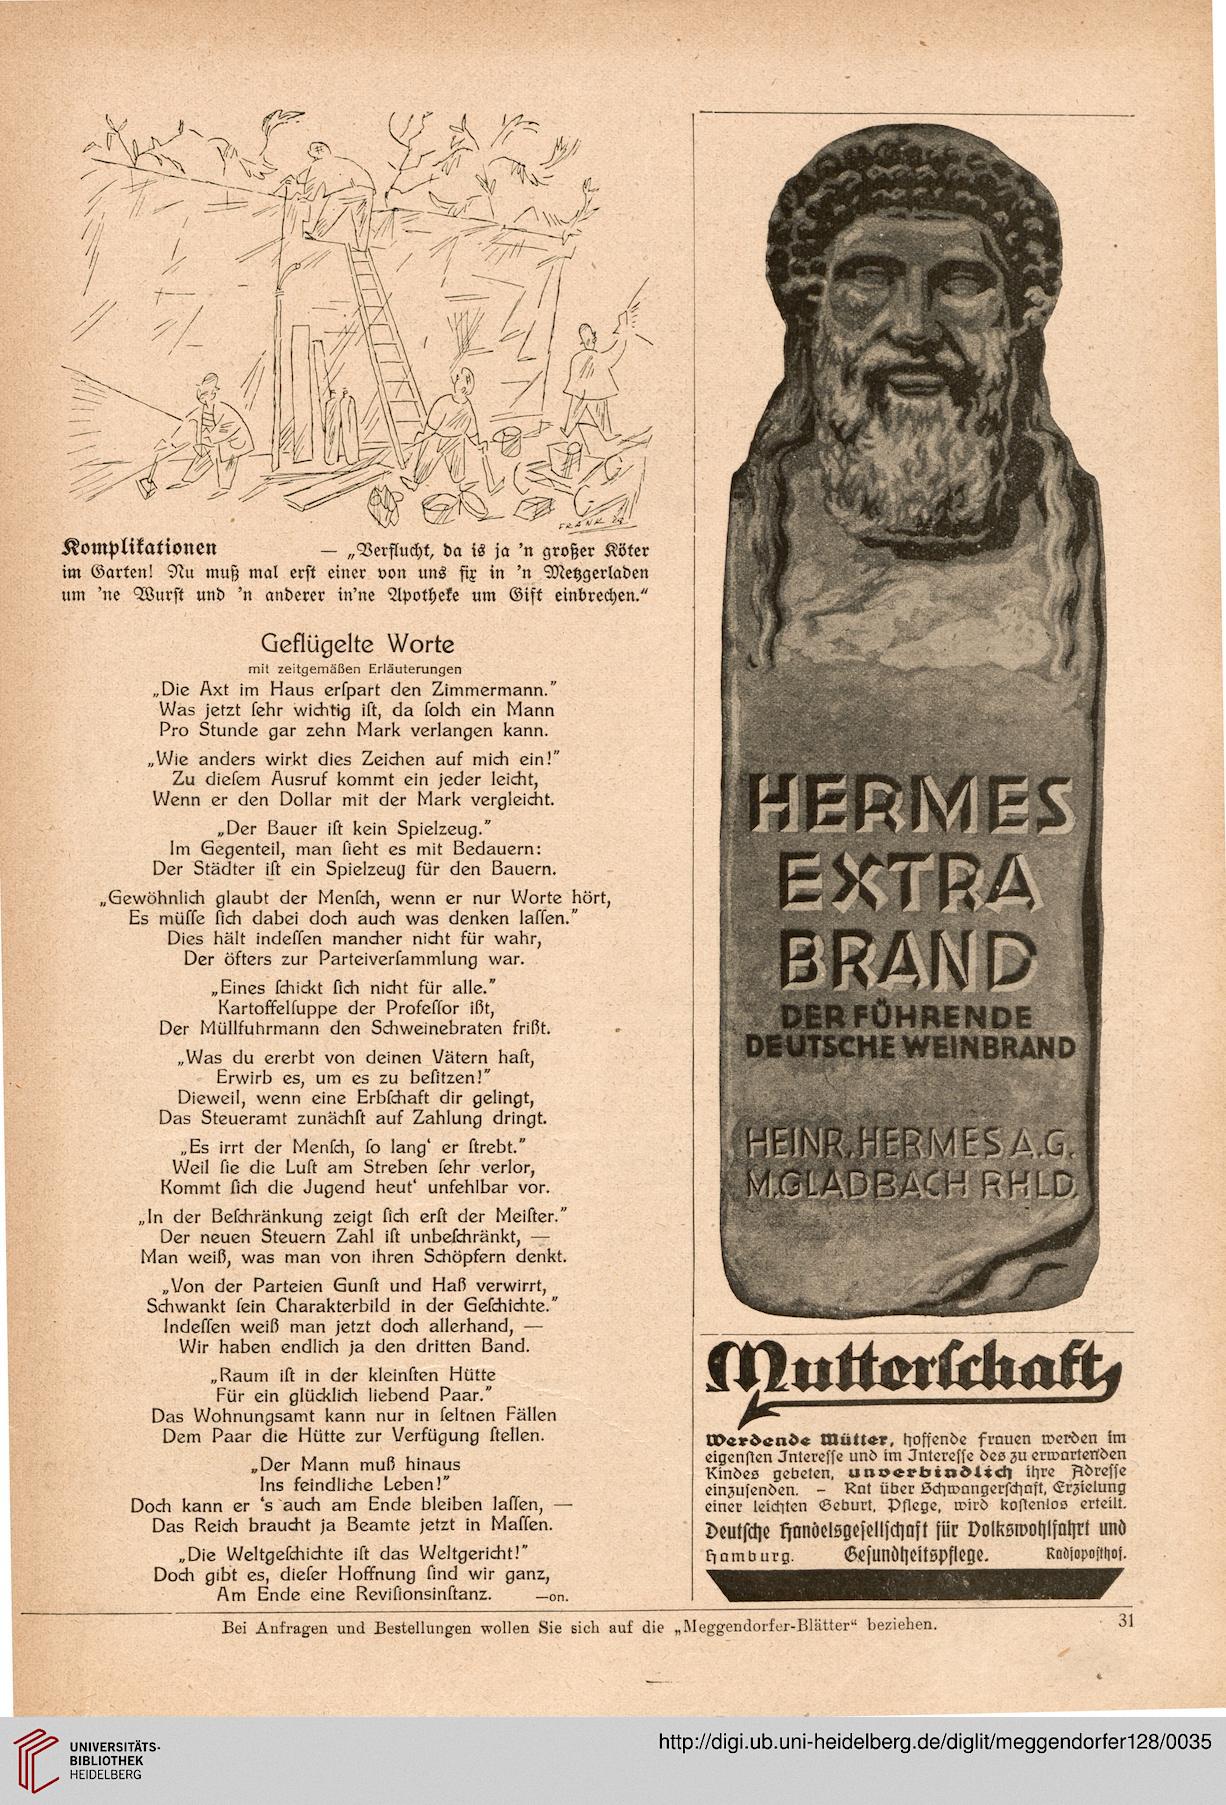 FRANK 22
Komplikationen — „Verflucht, da is ja 'n großer Köter
im Garten! Nu muß mal erst einer von uns fix in 'n Metzgerladen
um 'ne Wurst und 'n anderer in'ne Apotheke um Gift einbrechen."
Geflügelte Worte
mit zeitgemäßen Erläuterungen
„Die Axt im Haus erſpart den Zimmermann."
Was jetzt ſehr wichtig iſt, da ſolch ein Mann
Pro Stunde gar zehn Mark verlangen kann.
„Wie anders wirkt dies Zeichen auf mich ein!"
Zu dieſem Ausruf kommt ein jeder leicht,
Wenn er den Dollar mit der Mark vergleicht.
„Der Bauer iſt kein Spielzeug."
Im Gegenteil, man ſieht es mit Bedauern:
Der Städter iſt ein Spielzeug für den Bauern.
„Gewöhnlich glaubt der Menſch, wenn er nur Worte hört,
Es müſſe ſich dabei doch auch was denken laſſen."
Dies hält indeſſen mancher nicht für wahr,
Der öfters zur Parteiverſammlung war.
„Eines ſchickt ſich nicht für alle."
Kartoffelſuppe der Profeſſor ißt,
Der Müllfuhrmann den Schweinebraten frißt.
„Was du ererbt von deinen Vätern haſt,
Erwirb es, um es zu beſitzen!"
Dieweil, wenn eine Erbſchaft dir gelingt,
Das Steueramt zunächſt auf Zahlung dringt.
„Es irrt der Menſch, ſo lang' er ſtrebt."
Weil ſie die Luſt am Streben ſehr verlor,
Kommt ſich die Jugend heut' unfehlbar vor.
„In der Beſchränkung zeigt ſich erſt der Meiſter."
Der neuen Steuern Zahl iſt unbeſchränkt, —
Man weiß, was man von ihren Schöpfern denkt.
„Von der Parteien Gunſt und Haß verwirrt,
Schwankt ſein Charakterbild in der Geſchichte."
Indeſſen weiß man jetzt doch allerhand, —
Wir haben endlich ja den dritten Band.
„Raum iſt in der kleinſten Hütte
Für ein glücklich liebend Paar."
Das Wohnungsamt kann nur in ſeltnen Fällen
Dem Paar die Hütte zur Verfügung ſtellen.
„Der Mann muß hinaus
Ins feindliche Leben!"
Doch kann er 's auch am Ende bleiben laſſen, —
Das Reich braucht ja Beamte jetzt in Maſſen.
„Die Weltgeſchichte iſt das Weltgericht!"
Doch gibt es, dieſer Hoffnung ſind wir ganz,
Am Ende eine Reviſionsinſtanz. —on.
HERMES
EXTRA
BRAND
DER FÜHRENDE
DEUTSCHE WEINBRAND
HEINR. HERMES A.G.
M.GLADBACH RHLD.
Mutterſchaft
Werdende Mütter, hoffende Frauen werden im
eigenſten Intereſſe und im Intereſſe des zu erwartenden
Kindes gebeten, unverbindlich ihre Adreſſe
einzuſenden. – Rat über Schwangerſchaft, Erzielung
einer leichten Geburt, Pflege, wird koſtenlos erteilt.
Deutſche Handelsgeſellſchaft für Volkswohlfahrt und
Hamburg. Geſundheitspflege. Radiopoſthof.
Bei Anfragen und Bestellungen wollen Sie sich auf die „Meggendorfer-Blätter" beziehen. 31
UNIVERSITÄTS-
BIBLIOTHEK
HEIDELBERG
http://digi.ub.uni-heidelberg.de/diglit/meggendorfer128/0035